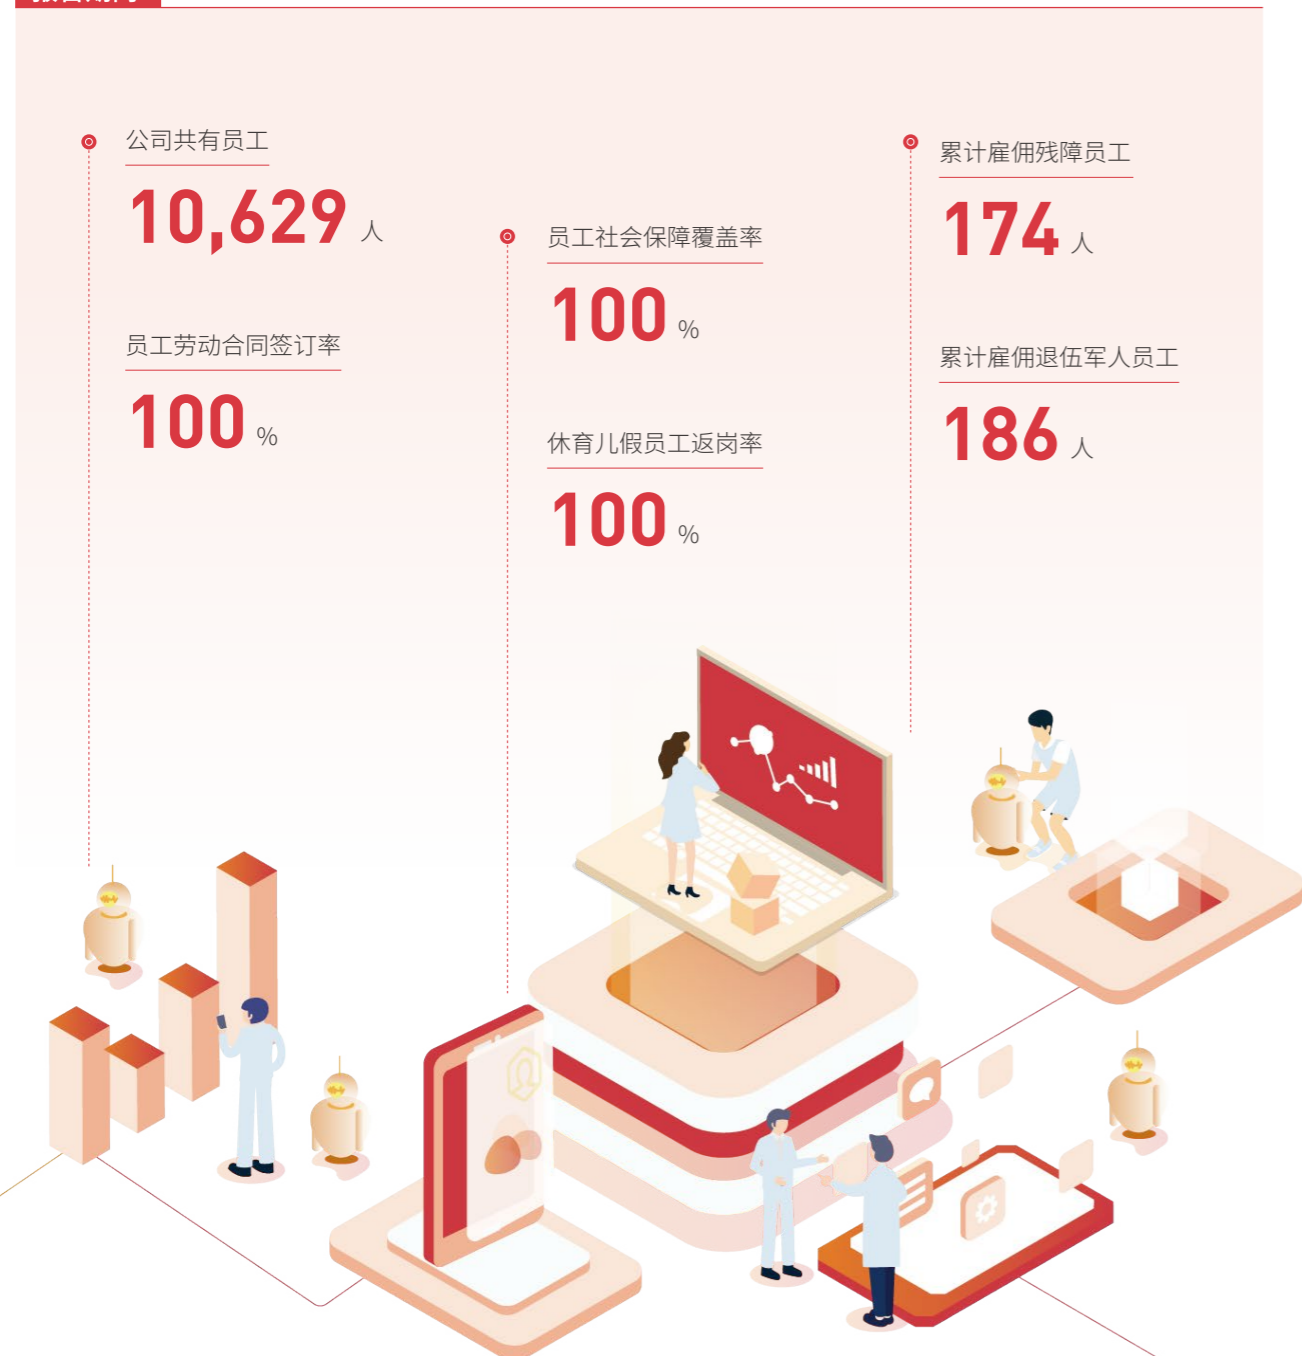 公司共有员工
10,629 人
员工劳动合同签订率
100 %
员工社会保障覆盖率
100 %
休育儿假员工返岗率
100 %
累计雇佣残障员工
174 人
累计雇佣退伍军人员工
186 人